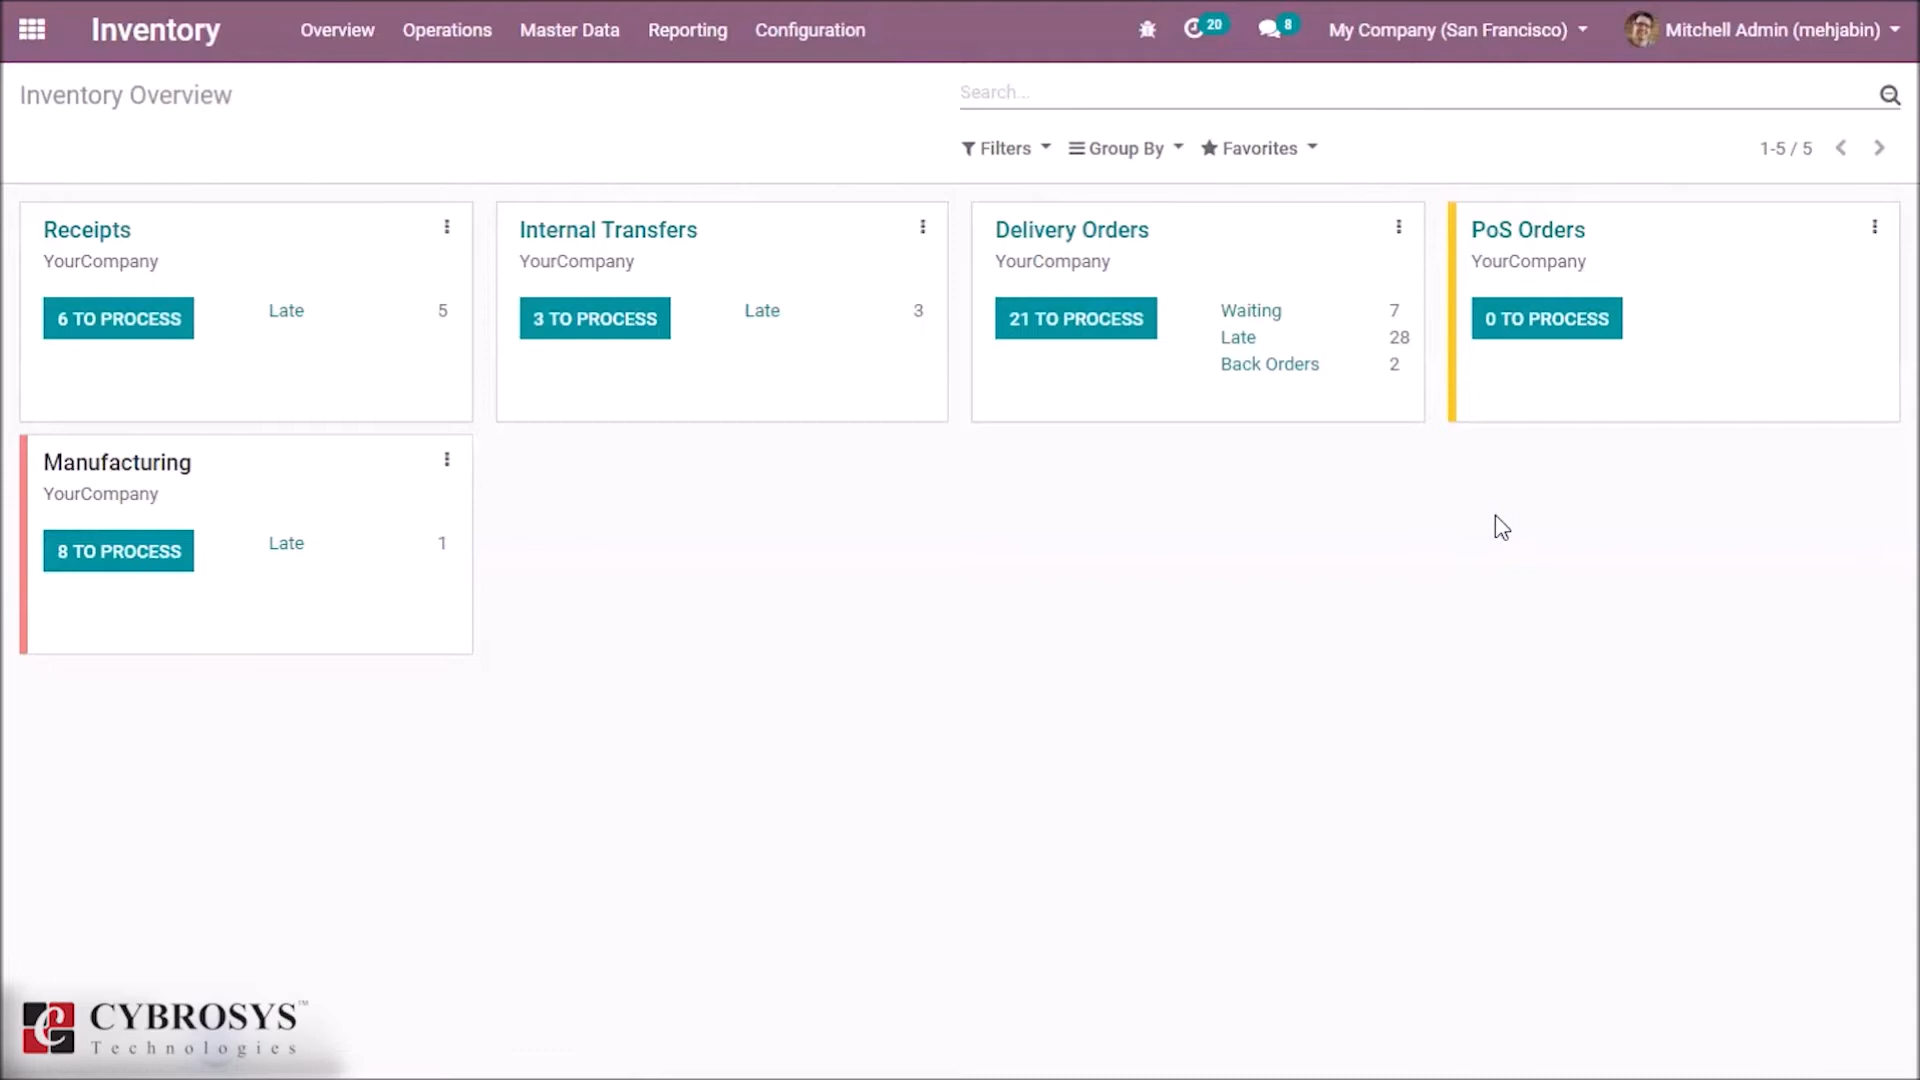 Inventory Overview Operations Master Data Reporting Configuration 20 8 My Company (San Francisco) Mitchell Admin (mehjabin)
Inventory Overview
Search...
Filters Group By Favorites 1-5 / 5
Receipts
YourCompany
6 TO PROCESS Late 5
Internal Transfers
YourCompany
3 TO PROCESS Late 3
Delivery Orders
YourCompany
21 TO PROCESS Waiting 7
Late 28
Back Orders 2
PoS Orders
YourCompany
0 TO PROCESS
Manufacturing
YourCompany
8 TO PROCESS Late 1
CYBROSYS™
Technologies